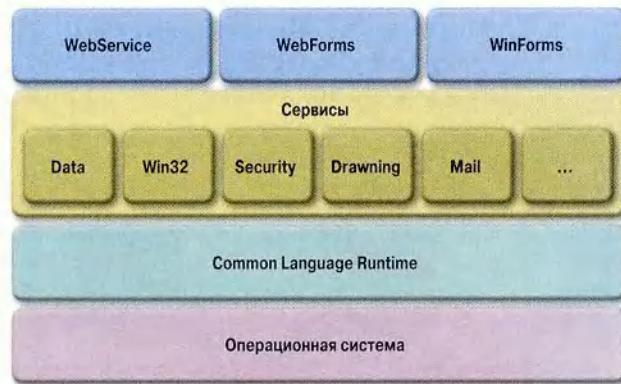 WebService WebForms WinForms
Сервисы
Data Win32 Security Drawning Mail ...
Common Language Runtime
Операционная система